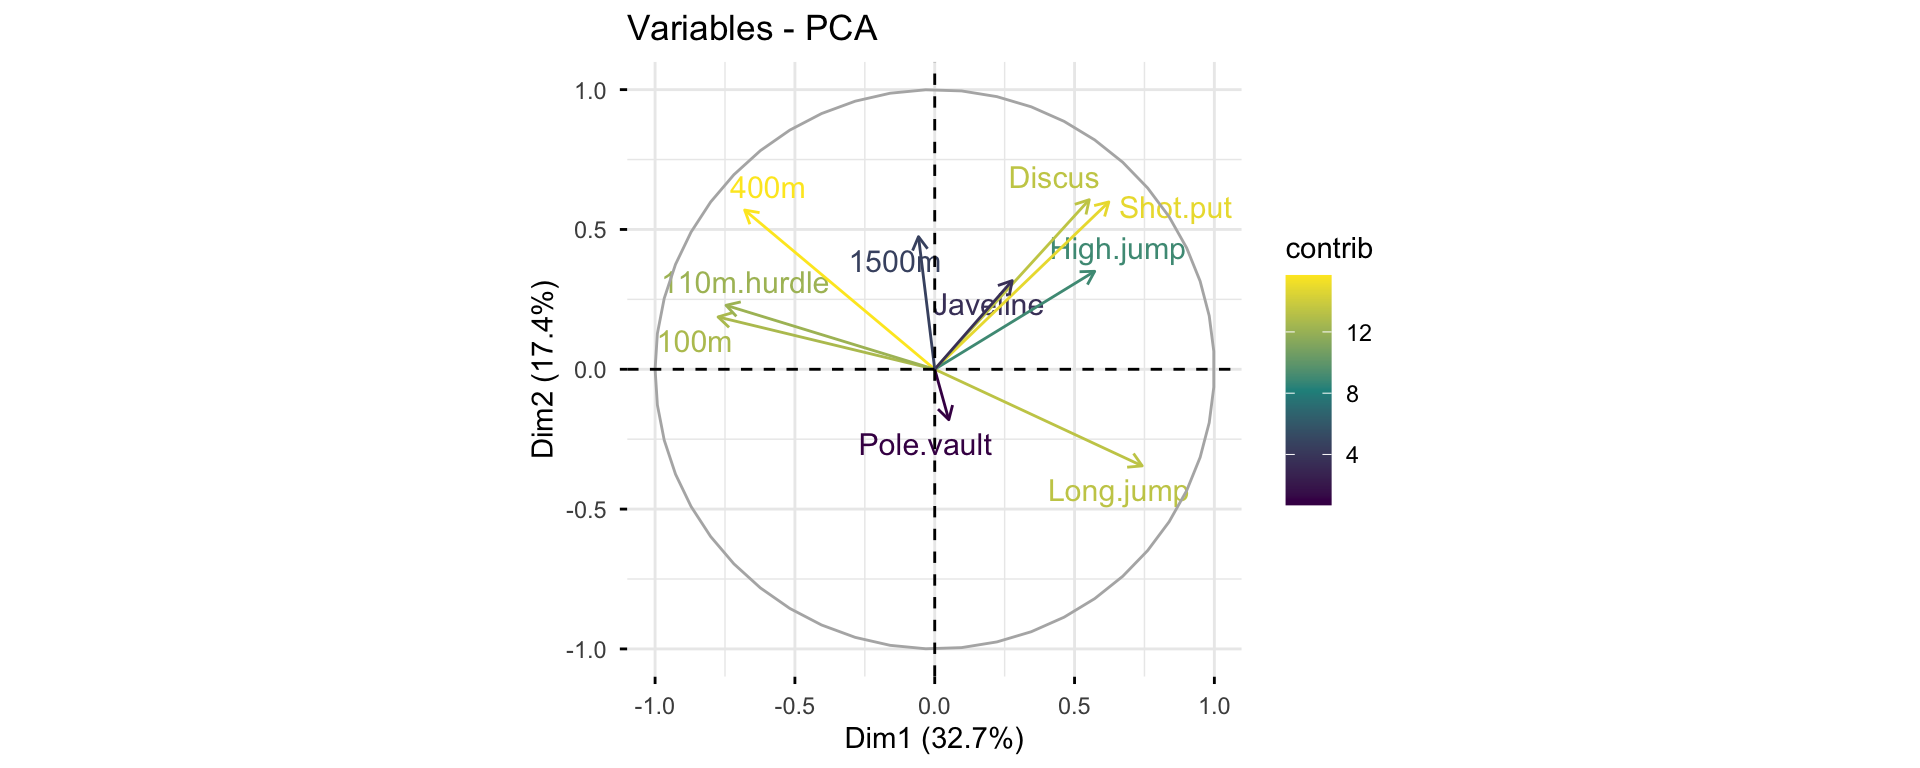 Variables - PCA
1.0
0.5
0.0
-0.5
-1.0
Dim2 (17.4%)
400m
Discus
Shot.put
1500m
High.jump
110m.hurdle
Javeline
100m
Pole.vault
Long.jump
-1.0
-0.5
0.0
0.5
1.0
Dim1 (32.7%)
contrib
12
8
4